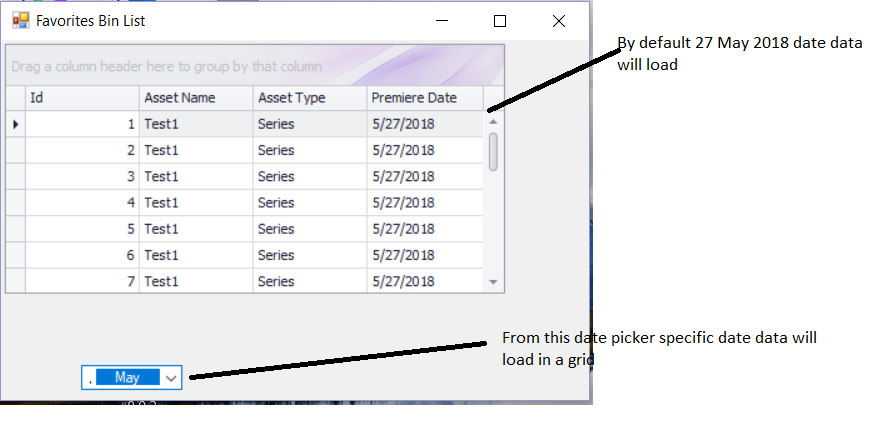 Favorites Bin List
By default 27 May 2018 date data
will load
Drag a column header here to group by that column
Id Asset Name Asset Type Premiere Date
1 Test1 Series 5/27/2018
2 Test1 Series 5/27/2018
3 Test1 Series 5/27/2018
4 Test1 Series 5/27/2018
5 Test1 Series 5/27/2018
6 Test1 Series 5/27/2018
7 Test1 Series 5/27/2018
From this date picker specific date data will
load in a grid
. May